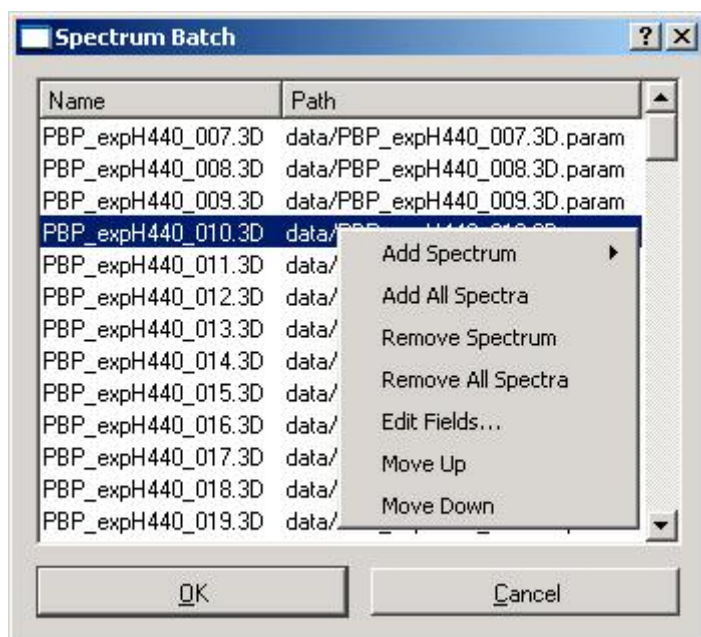 Spectrum Batch
Name Path
PBP_expH440_007.3D data/PBP_expH440_007.3D.param
PBP_expH440_008.3D data/PBP_expH440_008.3D.param
PBP_expH440_009.3D data/PBP_expH440_009.3D.param
PBP_expH440_010.3D data/
PBP_expH440_011.3D data/
PBP_expH440_012.3D data/
PBP_expH440_013.3D data/
PBP_expH440_014.3D data/
PBP_expH440_015.3D data/
PBP_expH440_016.3D data/
PBP_expH440_017.3D data/
PBP_expH440_018.3D data/
PBP_expH440_019.3D data/
Add Spectrum
Add All Spectra
Remove Spectrum
Remove All Spectra
Edit Fields...
Move Up
Move Down
OK Cancel